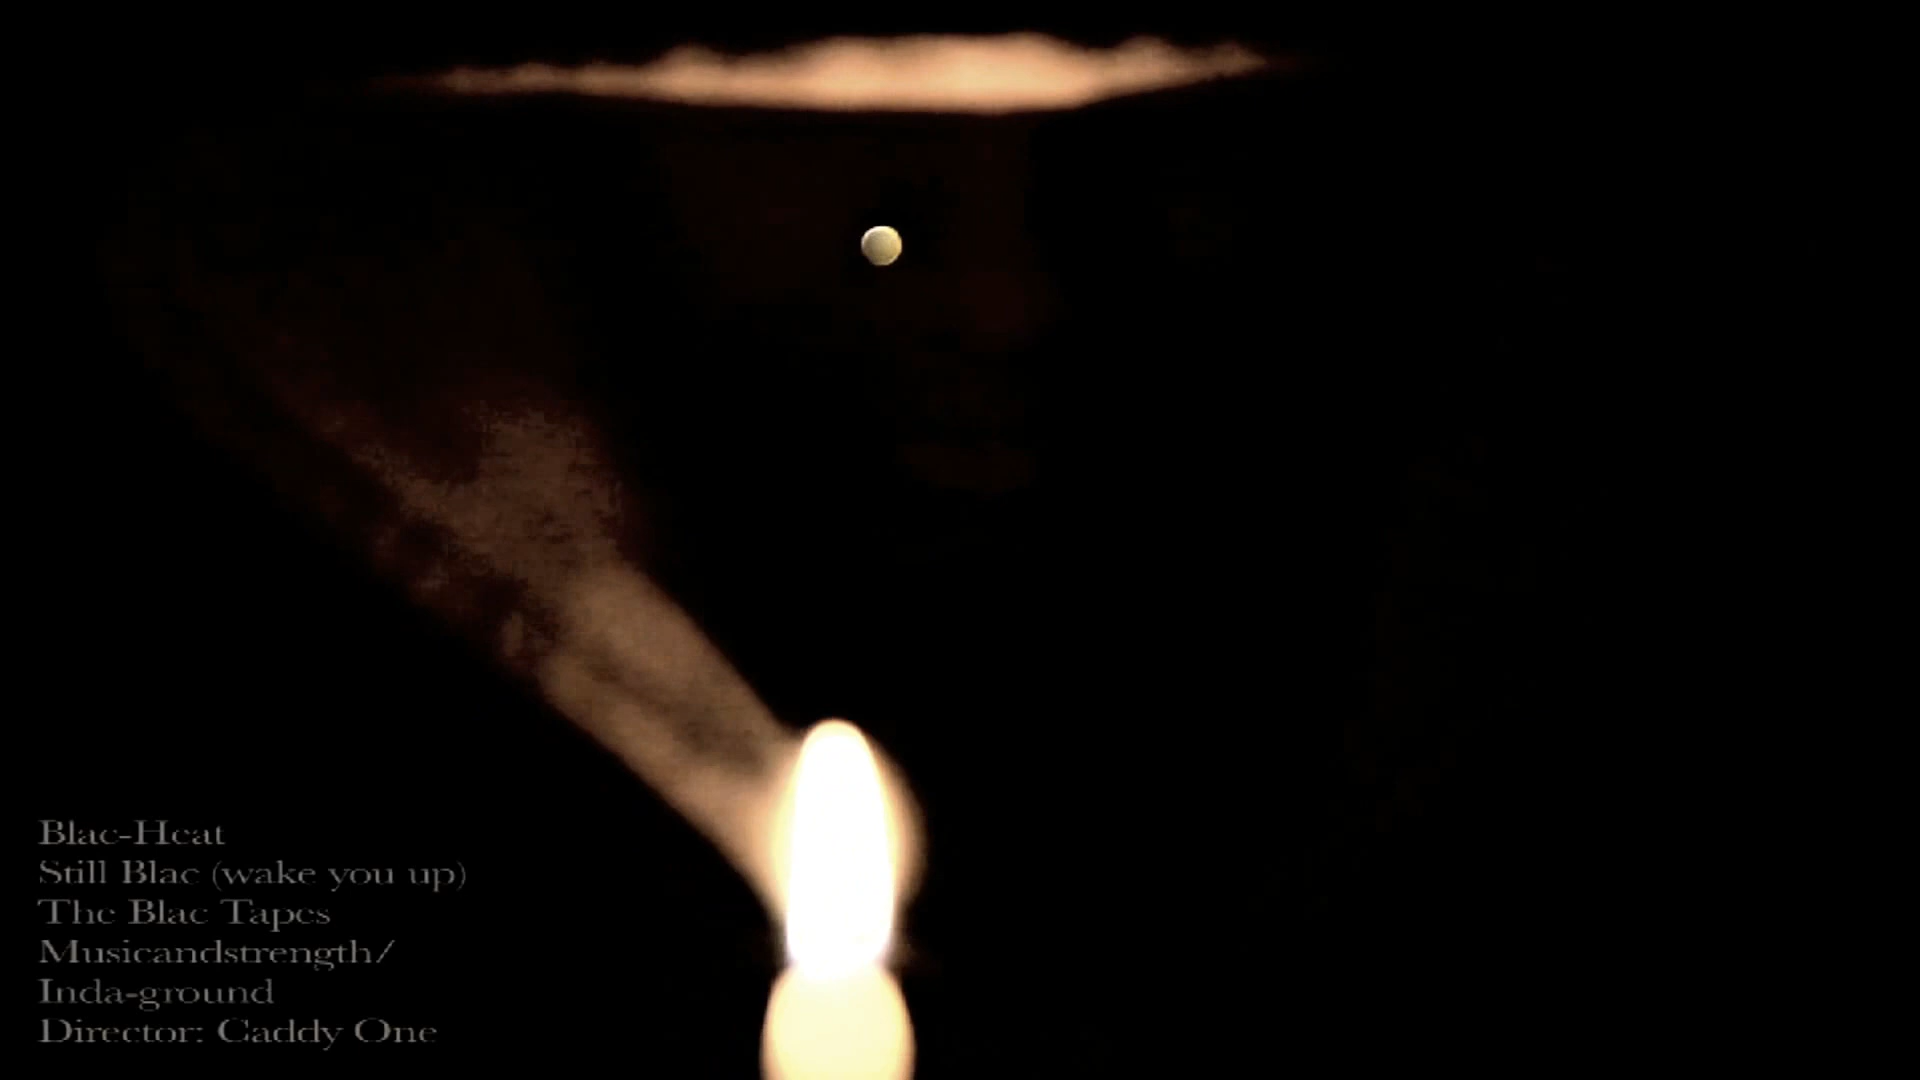 Blac-Heat
Still Blac (wake you up)
The Blac Tapes
Musicandstrength/
Inda-ground
Director: Caddy One